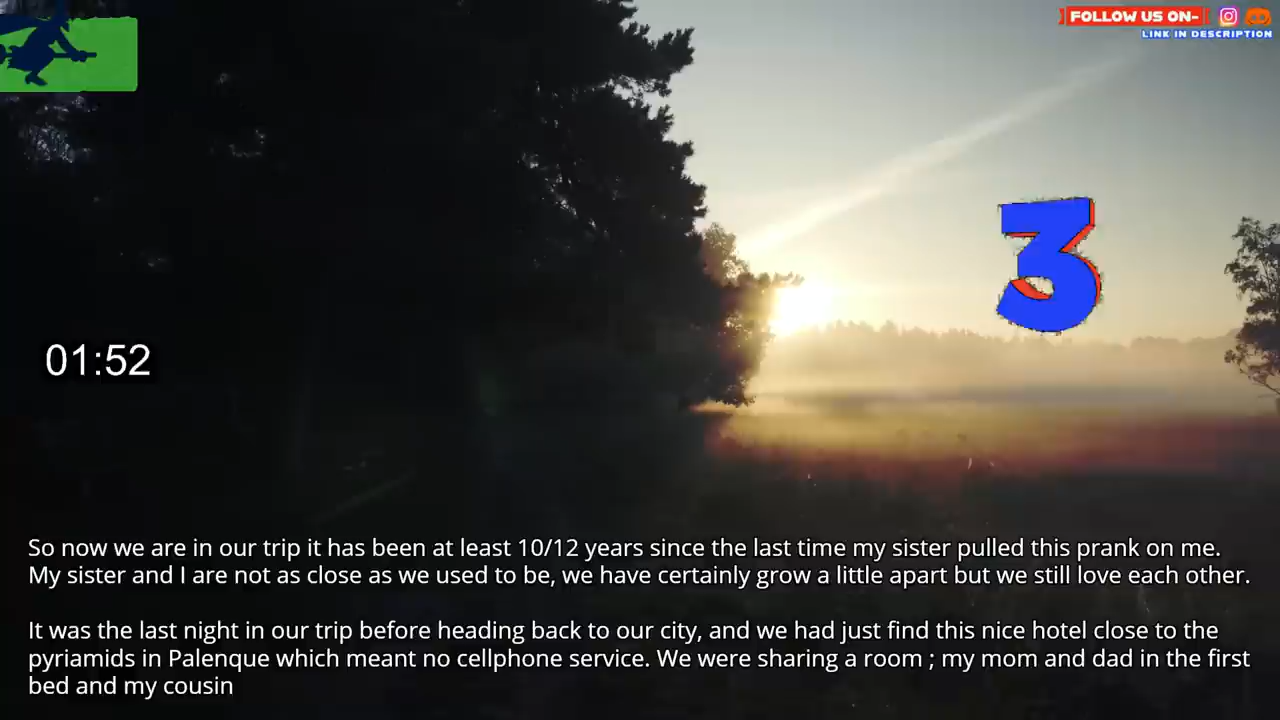 FOLLOW US ON-
LINK IN DESCRIPTION
3
01:52
So now we are in our trip it has been at least 10/12 years since the last time my sister pulled this prank on me.
My sister and I are not as close as we used to be, we have certainly grow a little apart but we still love each other.
It was the last night in our trip before heading back to our city, and we had just find this nice hotel close to the
pyriamids in Palenque which meant no cellphone service. We were sharing a room ; my mom and dad in the first
bed and my cousin